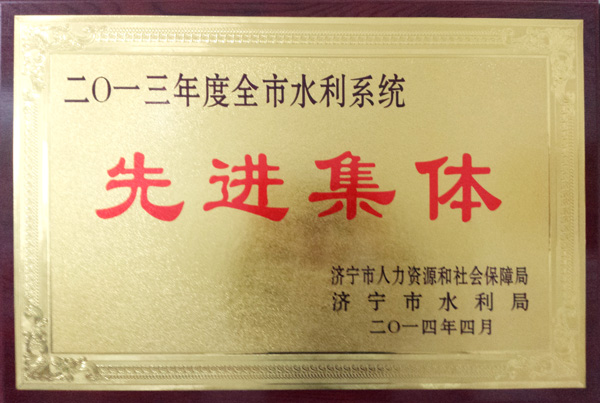 二〇一三年度全市水利系统
先进集体
济宁市人力资源和社会保障局
济宁市水利局
二〇一四年四月